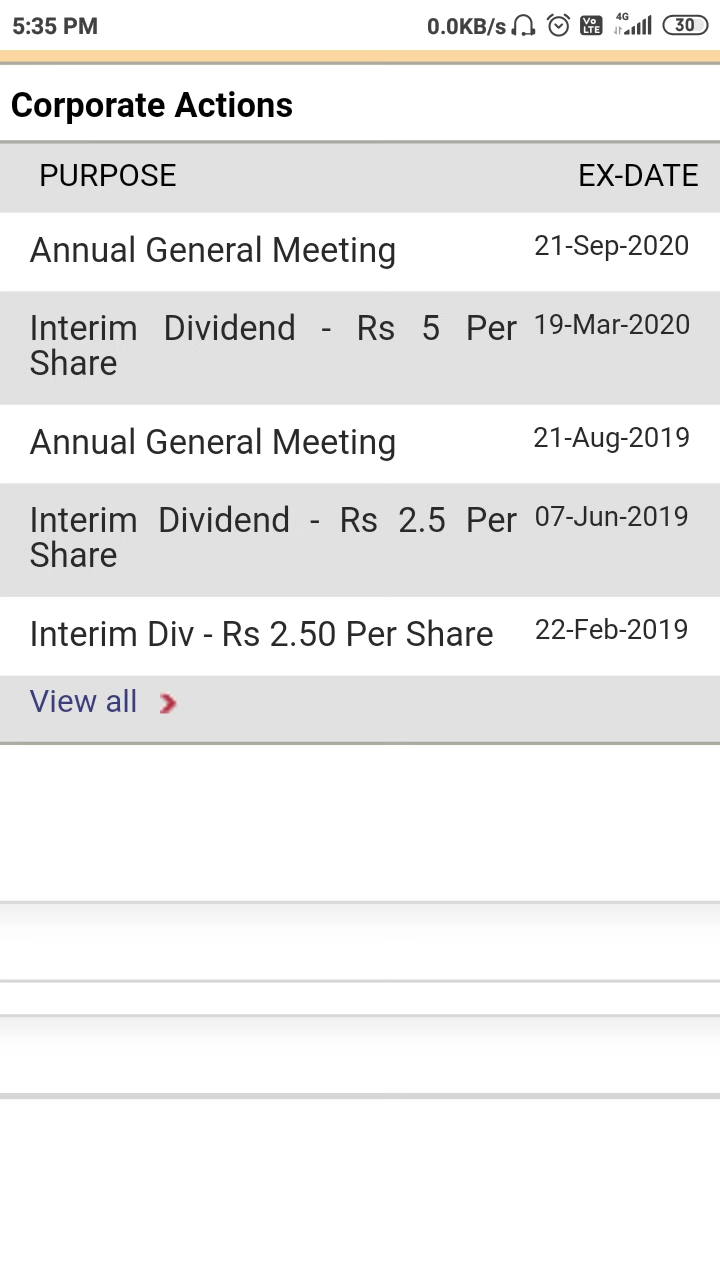 5:35 PM 0.0KB/s Vo LTE 4G 30
Corporate Actions
PURPOSE EX-DATE
Annual General Meeting 21-Sep-2020
Interim Dividend - Rs 5 Per 19-Mar-2020
Share
Annual General Meeting 21-Aug-2019
Interim Dividend - Rs 2.5 Per 07-Jun-2019
Share
Interim Div - Rs 2.50 Per Share 22-Feb-2019
View all